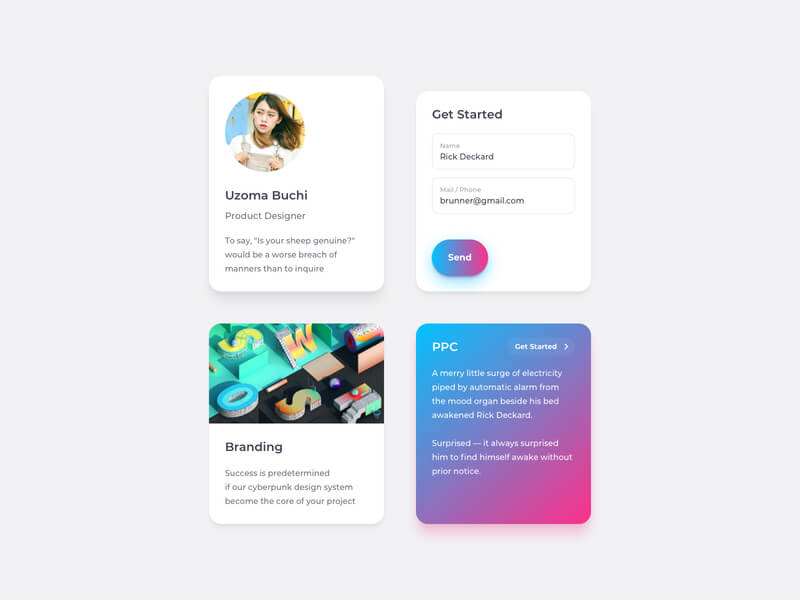 Uzoma Buchi
Product Designer
To say, "Is your sheep genuine?"
would be a worse breach of
manners than to inquire
Get Started
Name
Rick Deckard
Mail / Phone
brunner@gmail.com
Send
Branding
Success is predetermined
if our cyberpunk design system
become the core of your project
PPC
Get Started
A merry little surge of electricity
piped by automatic alarm from
the mood organ beside his bed
awakened Rick Deckard.
Surprised — it always surprised
him to find himself awake without
prior notice.